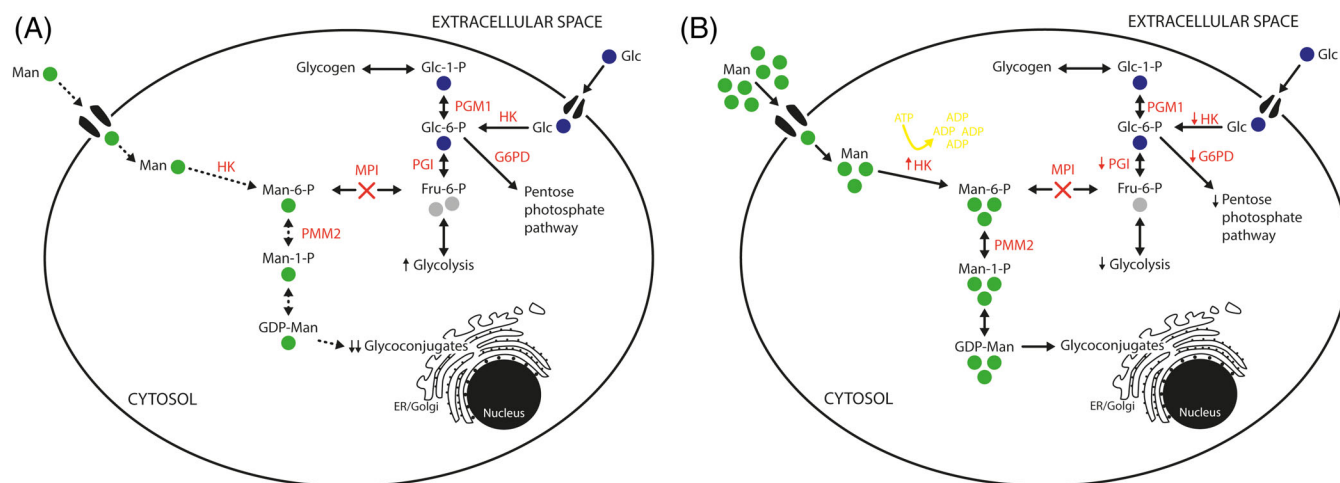 (A)
EXTRACELLULAR SPACE
Man
Glycogen
Glc-1-P
Glc
PGM1
HK
Glc-6-P
Glc
Man
HK
PGI
G6PD
MPI
Man-6-P
Fru-6-P
Pentose
photosphate
pathway
PMM2
Man-1-P
↑ Glycolysis
GDP-Man
↓↓ Glycoconjugates
CYTOSOL
ER/Golgi
Nucleus
(B)
EXTRACELLULAR SPACE
Man
Glycogen
Glc-1-P
Glc
PGM1
↓ HK
ATP
ADP
ADP ADP
ADP
Glc-6-P
Glc
Man
↑ HK
↓ PGI
↓ G6PD
MPI
Man-6-P
Fru-6-P
↓ Pentose
photosphate
pathway
PMM2
Man-1-P
↓ Glycolysis
GDP-Man
Glycoconjugates
CYTOSOL
ER/Golgi
Nucleus